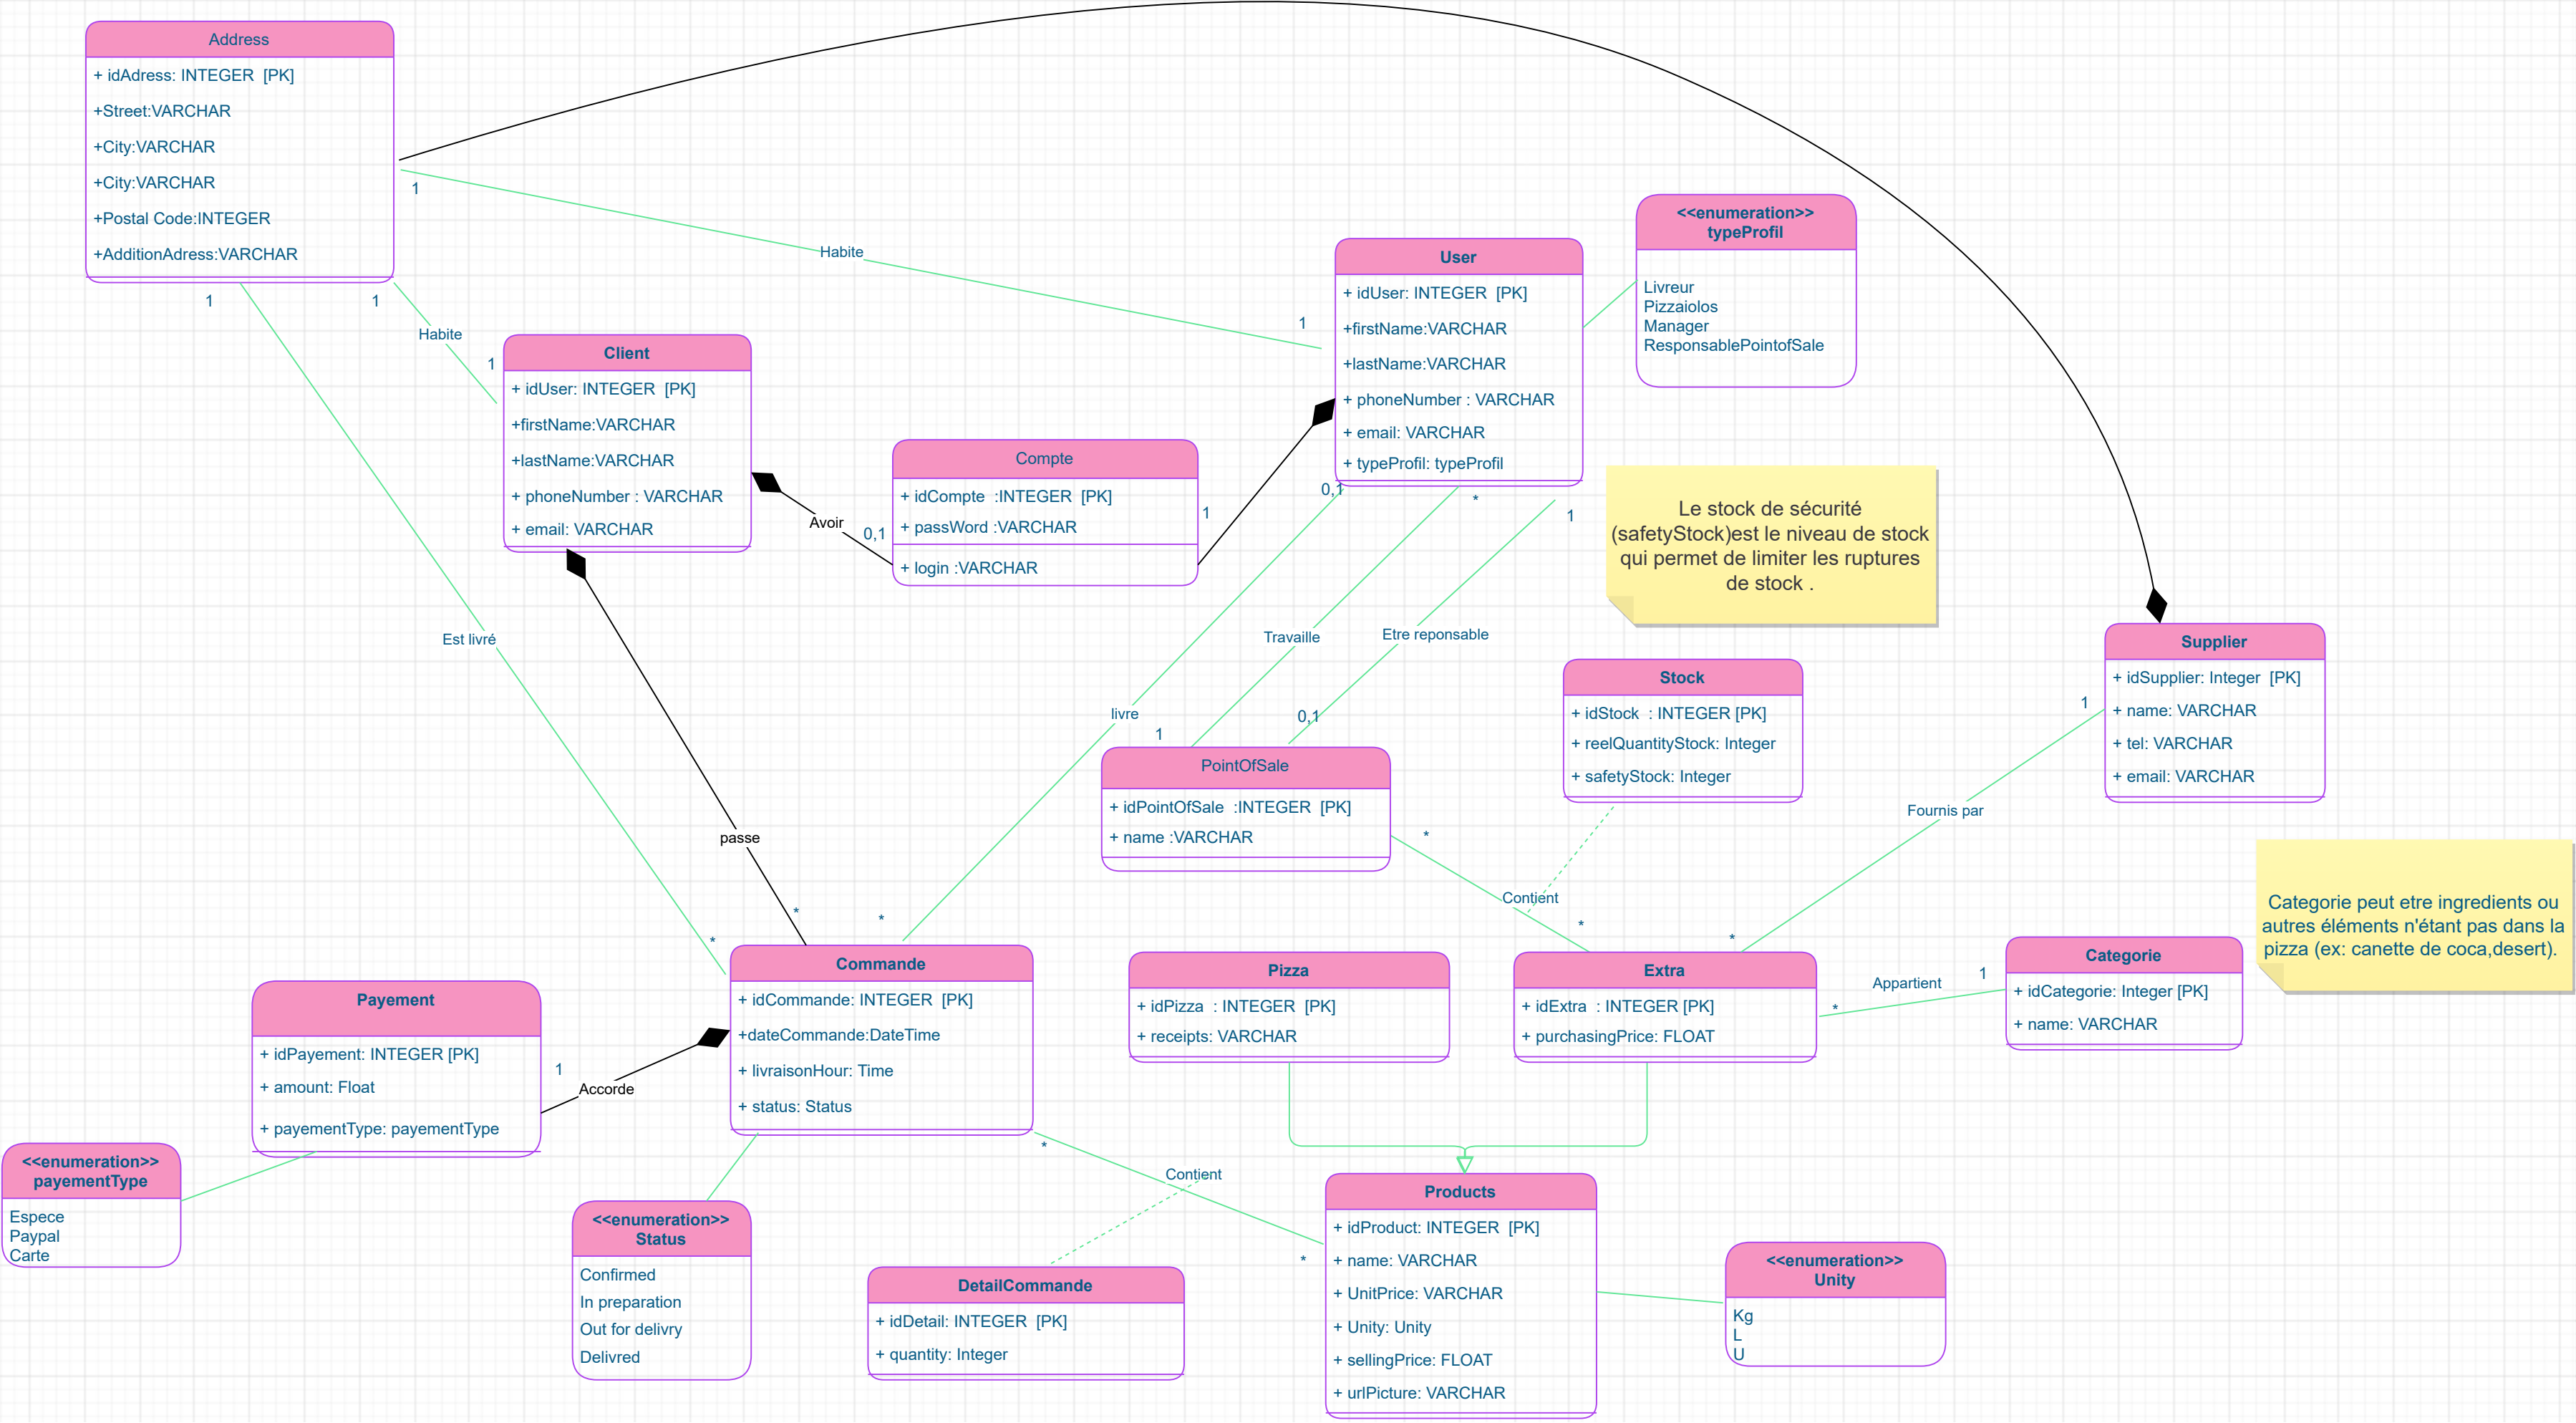 Address
+ idAdress: INTEGER  [PK]
+Street:VARCHAR
+City:VARCHAR
+City:VARCHAR
+Postal Code:INTEGER
+AdditionAdress:VARCHAR
1
1
1
Habite
1
Habite
1
Client
+ idUser: INTEGER  [PK]
+firstName:VARCHAR
+lastName:VARCHAR
+ phoneNumber : VARCHAR
+ email: VARCHAR
Avoir
0,1
Compte
+ idCompte  :INTEGER  [PK]
+ passWord :VARCHAR
+ login :VARCHAR
1
User
+ idUser: INTEGER  [PK]
+firstName:VARCHAR
+lastName:VARCHAR
+ phoneNumber : VARCHAR
+ email: VARCHAR
+ typeProfil: typeProfil
0,1
*
1
<<enumeration>>
typeProfil
Livreur
Pizzaiolos
Manager
ResponsablePointofSale
Le stock de sécurité
(safetyStock)est le niveau de stock
qui permet de limiter les ruptures
de stock .
Est livré
Travaille
Etre reponsable
livre
1
0,1
PointOfSale
+ idPointOfSale  :INTEGER  [PK]
+ name :VARCHAR
*
Stock
+ idStock  : INTEGER [PK]
+ reelQuantityStock: Integer
+ safetyStock: Integer
Supplier
+ idSupplier: Integer  [PK]
+ name: VARCHAR
+ tel: VARCHAR
+ email: VARCHAR
1
Fournis par
passe
Contient
*
*
*
*
*
Categorie peut etre ingredients ou
autres éléments n'étant pas dans la
pizza (ex: canette de coca,desert).
Commande
+ idCommande: INTEGER  [PK]
+dateCommande:DateTime
+ livraisonHour: Time
+ status: Status
Pizza
+ idPizza  : INTEGER  [PK]
+ receipts: VARCHAR
Extra
+ idExtra  : INTEGER [PK]
+ purchasingPrice: FLOAT
*
Appartient
1
Categorie
+ idCategorie: Integer [PK]
+ name: VARCHAR
Payement
+ idPayement: INTEGER [PK]
+ amount: Float
+ payementType: payementType
1
Accorde
<<enumeration>>
payementType
Espece
Paypal
Carte
<<enumeration>>
Status
Confirmed
In preparation
Out for delivry
Delivred
*
Contient
*
DetailCommande
+ idDetail: INTEGER  [PK]
+ quantity: Integer
Products
+ idProduct: INTEGER  [PK]
+ name: VARCHAR
+ UnitPrice: VARCHAR
+ Unity: Unity
+ sellingPrice: FLOAT
+ urlPicture: VARCHAR
<<enumeration>>
Unity
Kg
L
U